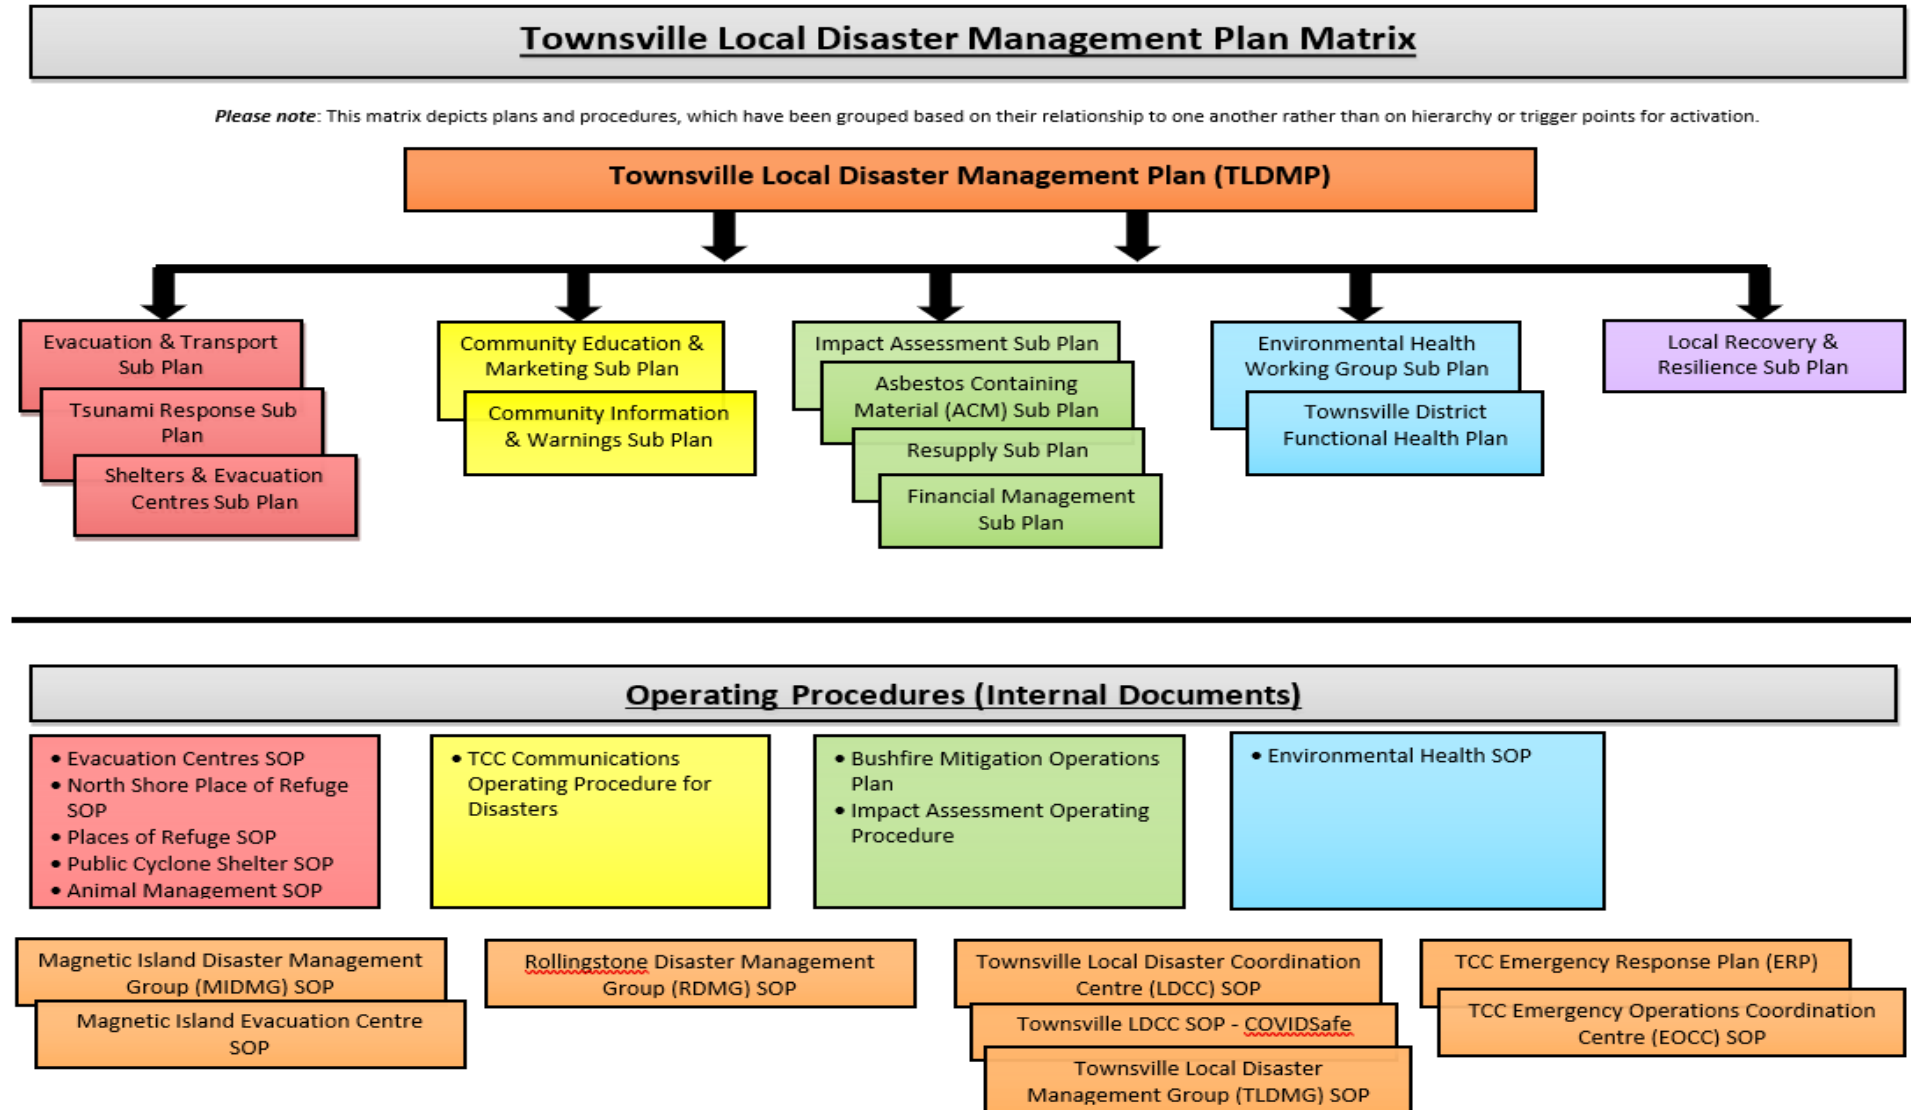 Townsville Local Disaster Management Plan Matrix
Please note: This matrix depicts plans and procedures, which have been grouped based on their relationship to one another rather than on hierarchy or trigger points for activation.
Townsville Local Disaster Management Plan (TLDMP)
Evacuation & Transport
Sub Plan
Tsunami Response Sub
Plan
Shelters & Evacuation
Centres Sub Plan
Community Education &
Marketing Sub Plan
Community Information
& Warnings Sub Plan
Impact Assessment Sub Plan
Asbestos Containing
Material (ACM) Sub Plan
Resupply Sub Plan
Financial Management
Sub Plan
Environmental Health
Working Group Sub Plan
Townsville District
Functional Health Plan
Local Recovery &
Resilience Sub Plan
Operating Procedures (Internal Documents)
• Evacuation Centres SOP
• North Shore Place of Refuge
SOP
• Places of Refuge SOP
• Public Cyclone Shelter SOP
• Animal Management SOP
• TCC Communications
Operating Procedure for
Disasters
• Bushfire Mitigation Operations
Plan
• Impact Assessment Operating
Procedure
• Environmental Health SOP
Magnetic Island Disaster Management
Group (MIDMG) SOP
Magnetic Island Evacuation Centre
SOP
Rollingstone Disaster Management
Group (RDMG) SOP
Townsville Local Disaster Coordination
Centre (LDCC) SOP
Townsville LDCC SOP - COVIDSafe
Townsville Local Disaster
Management Group (TLDMG) SOP
TCC Emergency Response Plan (ERP)
TCC Emergency Operations Coordination
Centre (EOCC) SOP